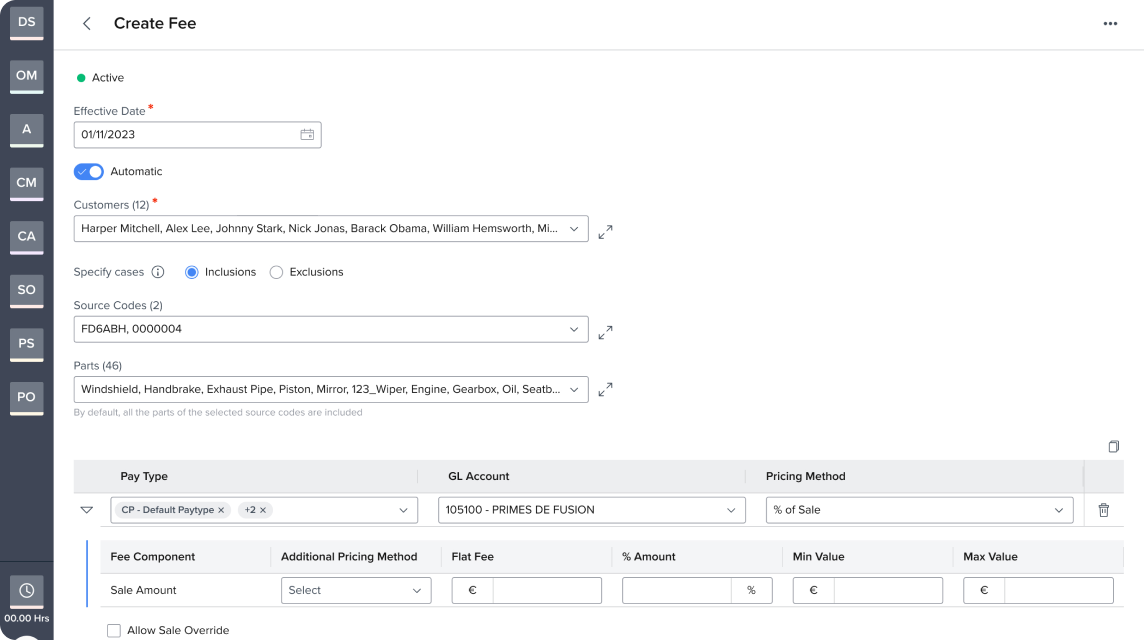 DS
OM
A
CM
CA
SO
PS
PO
00.00 Hrs
Create Fee
Active
Effective Date *
01/11/2023
Automatic
Customers (12) *
Harper Mitchell, Alex Lee, Johnny Stark, Nick Jonas, Barack Obama, William Hemsworth, Mi...
Specify cases Inclusions Exclusions
Source Codes (2)
FD6ABH, 0000004
Parts (46)
Windshield, Handbrake, Exhaust Pipe, Piston, Mirror, 123_Wiper, Engine, Gearbox, Oil, Seatb...
By default, all the parts of the selected source codes are included
Pay Type GL Account Pricing Method
CP - Default Paytype × +2 × 105100 - PRIMES DE FUSION % of Sale
Fee Component Additional Pricing Method Flat Fee % Amount Min Value Max Value
Sale Amount Select € % € €
Allow Sale Override